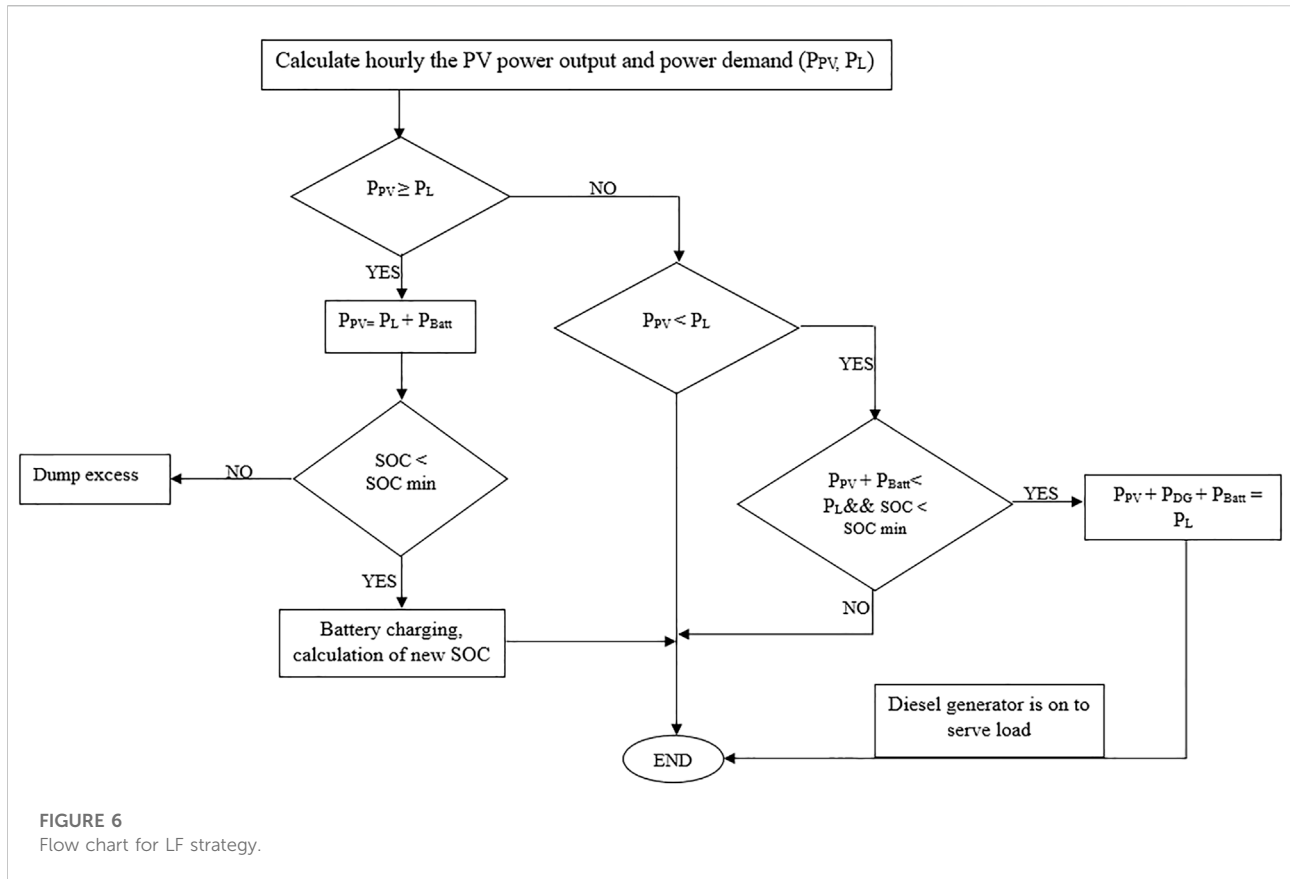 Calculate hourly the PV power output and power demand (PPV, PL)
PPV ≥ PL
NO
YES
PPV= PL + PBatt
PPV < PL
YES
Dump excess
NO
SOC <
SOC min
PPV + PBatt<
PL&& SOC <
SOC min
YES
PPV + PDG + PBatt =
PL
YES
NO
Battery charging,
calculation of new SOC
Diesel generator is on to
serve load
END
FIGURE 6
Flow chart for LF strategy.